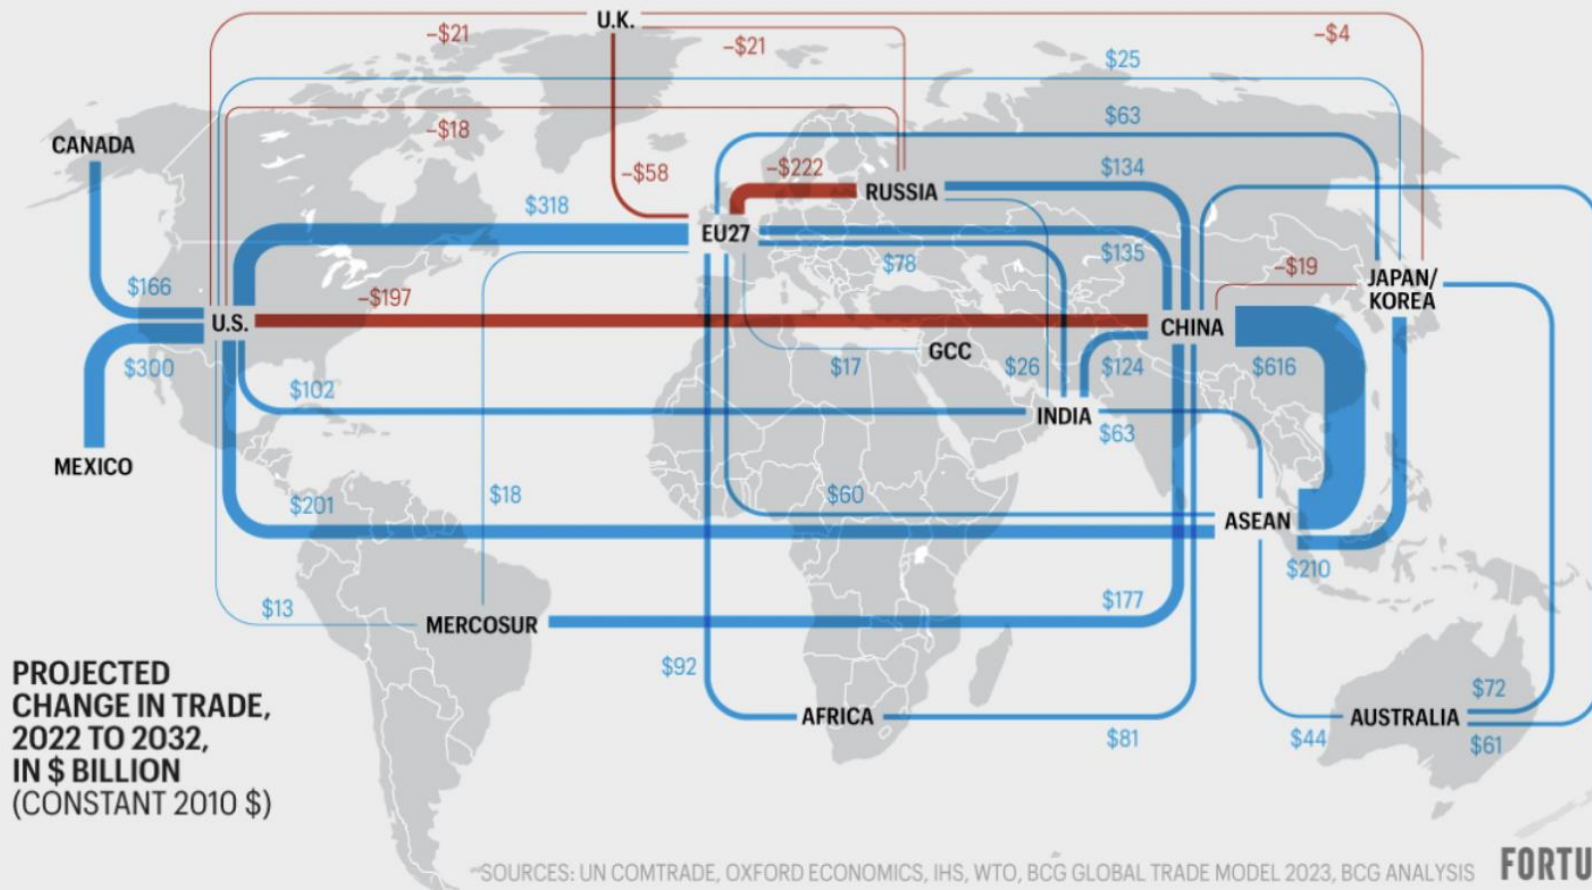 U.K.
–$21
–$21
–$4
$25
$63
–$18
CANADA
–$58
–$222
$134
RUSSIA
$318
EU27
$135
$78
–$19
JAPAN/
KOREA
$166
–$197
U.S.
CHINA
GCC
$300
$17
$26
$124
$616
$102
INDIA
$63
MEXICO
$18
$60
$201
ASEAN
$210
$13
MERCOSUR
$177
$92
PROJECTED
CHANGE IN TRADE,
2022 TO 2032,
IN $ BILLION
(CONSTANT 2010 $)
$72
AFRICA
AUSTRALIA
$81
$44
$61
SOURCES: UN COMTRADE, OXFORD ECONOMICS, IHS, WTO, BCG GLOBAL TRADE MODEL 2023, BCG ANALYSIS
FORTU